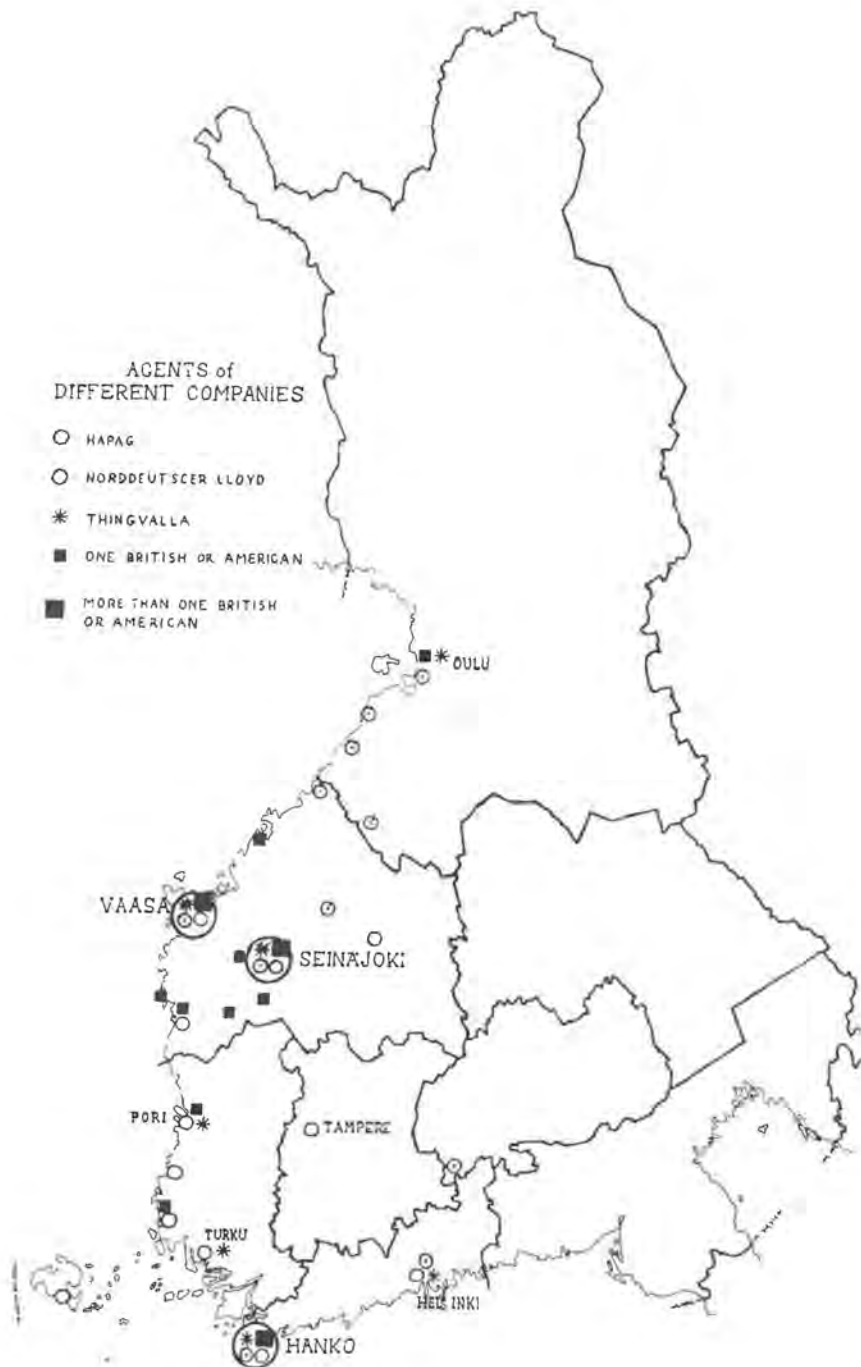 AGENTS of
DIFFERENT COMPANIES
HAPAG
NORDDEUTSCER LLOYD
THINGVALLA
ONE BRITISH OR AMERICAN
MORE THAN ONE BRITISH
OR AMERICAN
OULU
VAASA
SEINÄJOKI
PORI
TAMPERE
TURKU
HELSINKI
HANKO